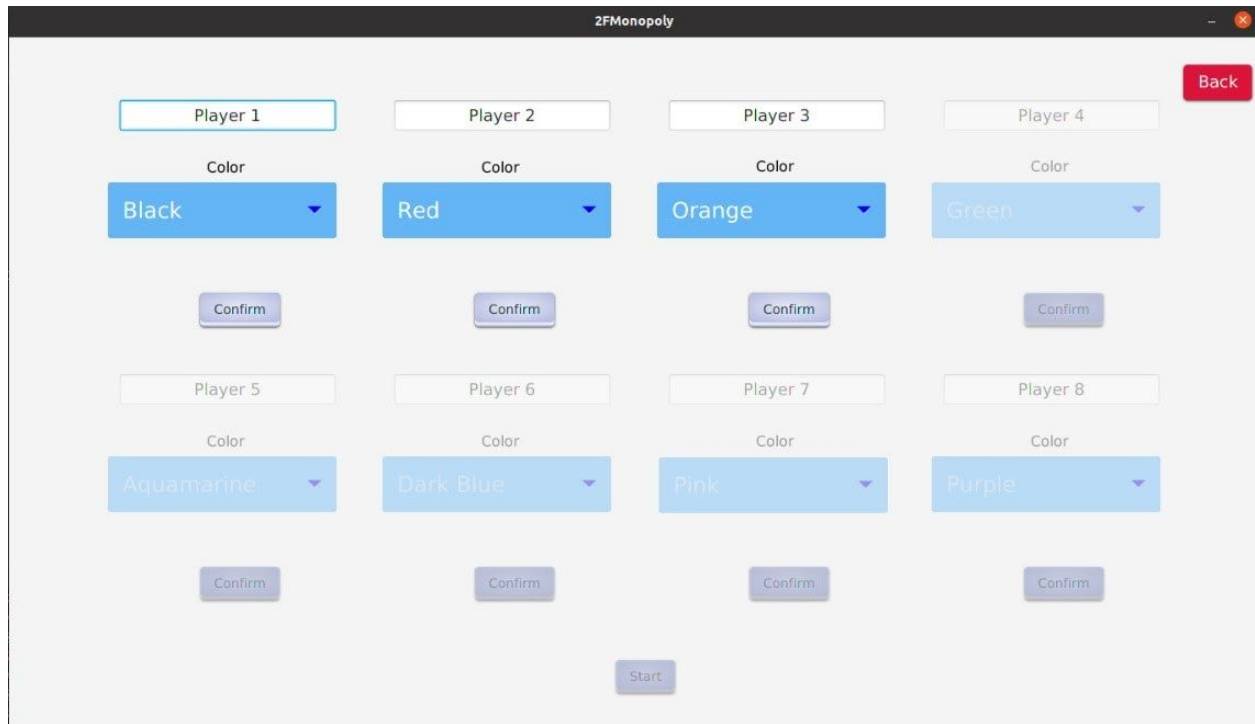 2FMonopoly
Back
Player 1 Player 2 Player 3 Player 4
Color Color Color Color
Black Red Orange Green
Confirm Confirm Confirm Confirm
Player 5 Player 6 Player 7 Player 8
Color Color Color Color
Aquamarine Dark Blue Pink Purple
Confirm Confirm Confirm Confirm
Start